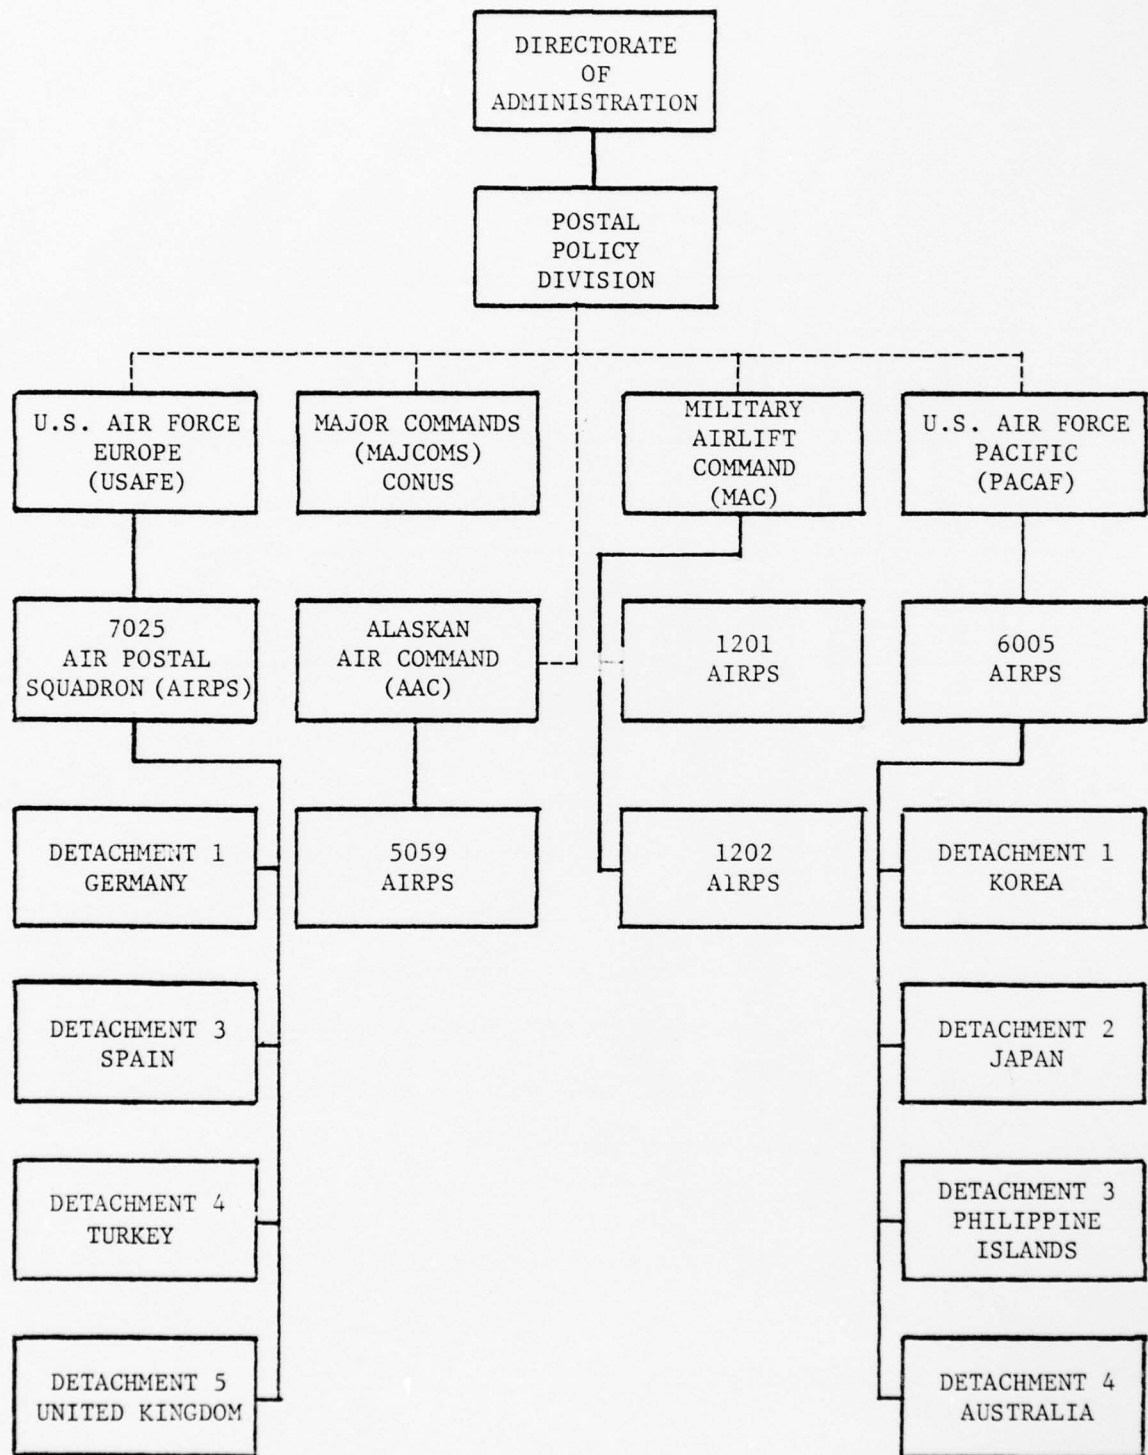 DIRECTORATE
OF
ADMINISTRATION
POSTAL
POLICY
DIVISION
U.S. AIR FORCE
EUROPE
(USAFE)
MAJOR COMMANDS
(MAJCOMS)
CONUS
MILITARY
AIRLIFT
COMMAND
(MAC)
U.S. AIR FORCE
PACIFIC
(PACAF)
7025
AIR POSTAL
SQUADRON (AIRPS)
ALASKAN
AIR COMMAND
(AAC)
1201
AIRPS
6005
AIRPS
DETACHMENT 1
GERMANY
5059
AIRPS
1202
AIRPS
DETACHMENT 1
KOREA
DETACHMENT 3
SPAIN
DETACHMENT 2
JAPAN
DETACHMENT 4
TURKEY
DETACHMENT 3
PHILIPPINE
ISLANDS
DETACHMENT 5
UNITED KINGDOM
DETACHMENT 4
AUSTRALIA